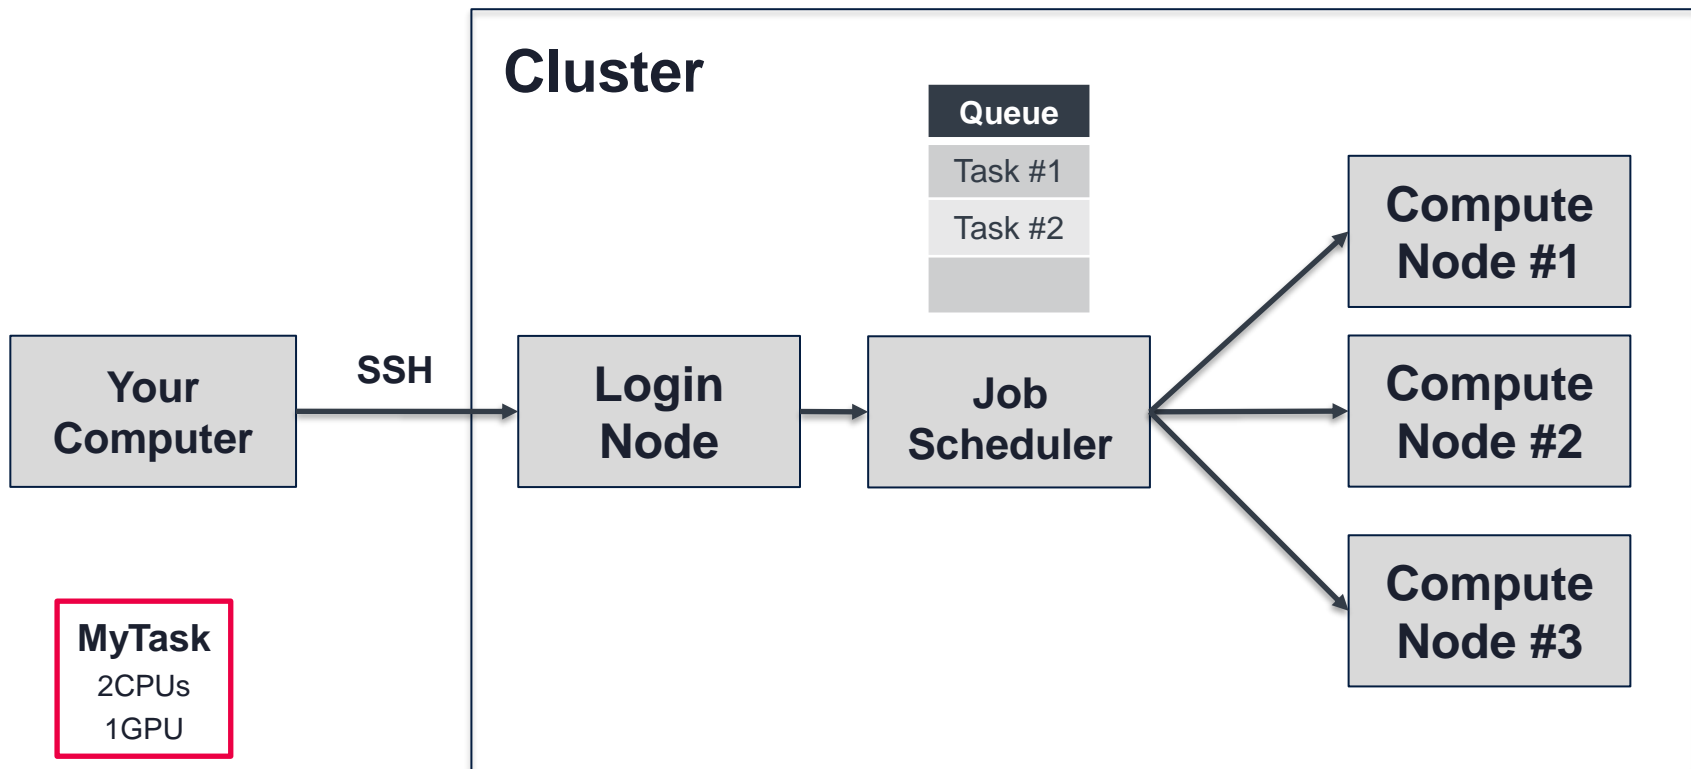 Cluster
Queue
Task #1
Task #2
Your
Computer
SSH
Login
Node
Job
Scheduler
Compute
Node #1
Compute
Node #2
Compute
Node #3
MyTask
2CPUs
1GPU